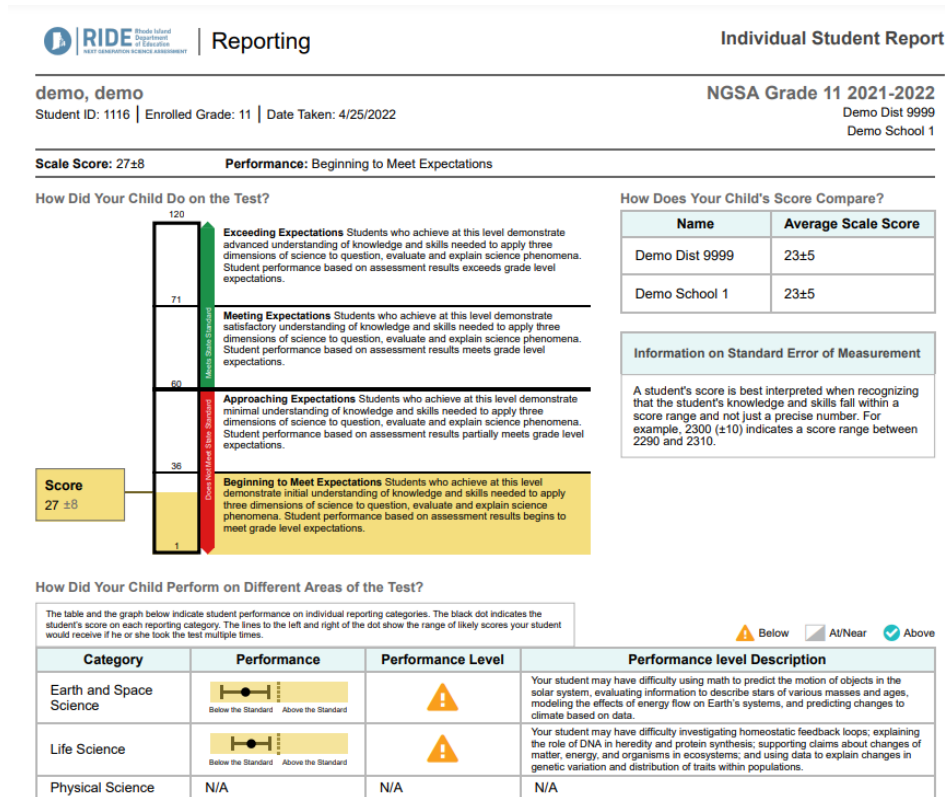 RIDE Rhode Island Department of Education
NEXT GENERATION SCIENCE ASSESSMENT
Reporting
Individual Student Report
demo, demo
Student ID: 1116 | Enrolled Grade: 11 | Date Taken: 4/25/2022
NGSA Grade 11 2021-2022
Demo Dist 9999
Demo School 1
Scale Score: 27±8
Performance: Beginning to Meet Expectations
How Did Your Child Do on the Test?
120
Exceeding Expectations Students who achieve at this level demonstrate
advanced understanding of knowledge and skills needed to apply three
dimensions of science to question, evaluate and explain science phenomena.
Student performance based on assessment results exceeds grade level
expectations.
71
Meets State Standard
Meeting Expectations Students who achieve at this level demonstrate
satisfactory understanding of knowledge and skills needed to apply three
dimensions of science to question, evaluate and explain science phenomena.
Student performance based on assessment results meets grade level
expectations.
60
Does Not Meet State Standard
Approaching Expectations Students who achieve at this level demonstrate
minimal understanding of knowledge and skills needed to apply three
dimensions of science to question, evaluate and explain science phenomena.
Student performance based on assessment results partially meets grade level
expectations.
36
Score
27 ±8
Beginning to Meet Expectations Students who achieve at this level
demonstrate initial understanding of knowledge and skills needed to apply
three dimensions of science to question, evaluate and explain science
phenomena. Student performance based on assessment results begins to
meet grade level expectations.
1
How Does Your Child's Score Compare?
Name Average Scale Score
Demo Dist 9999 23±5
Demo School 1 23±5
Information on Standard Error of Measurement
A student's score is best interpreted when recognizing
that the student's knowledge and skills fall within a
score range and not just a precise number. For
example, 2300 (±10) indicates a score range between
2290 and 2310.
How Did Your Child Perform on Different Areas of the Test?
The table and the graph below indicate student performance on individual reporting categories. The black dot indicates the
student's score on each reporting category. The lines to the left and right of the dot show the range of likely scores your student
would receive if he or she took the test multiple times.
Below At/Near Above
Category Performance Performance Level Performance level Description
Earth and Space
Science
Below the Standard Above the Standard
Your student may have difficulty using math to predict the motion of objects in the
solar system, evaluating information to describe stars of various masses and ages,
modeling the effects of energy flow on Earth's systems, and predicting changes to
climate based on data.
Life Science
Below the Standard Above the Standard
Your student may have difficulty investigating homeostatic feedback loops; explaining
the role of DNA in heredity and protein synthesis; supporting claims about changes of
matter, energy, and organisms in ecosystems; and using data to explain changes in
genetic variation and distribution of traits within populations.
Physical Science N/A N/A N/A